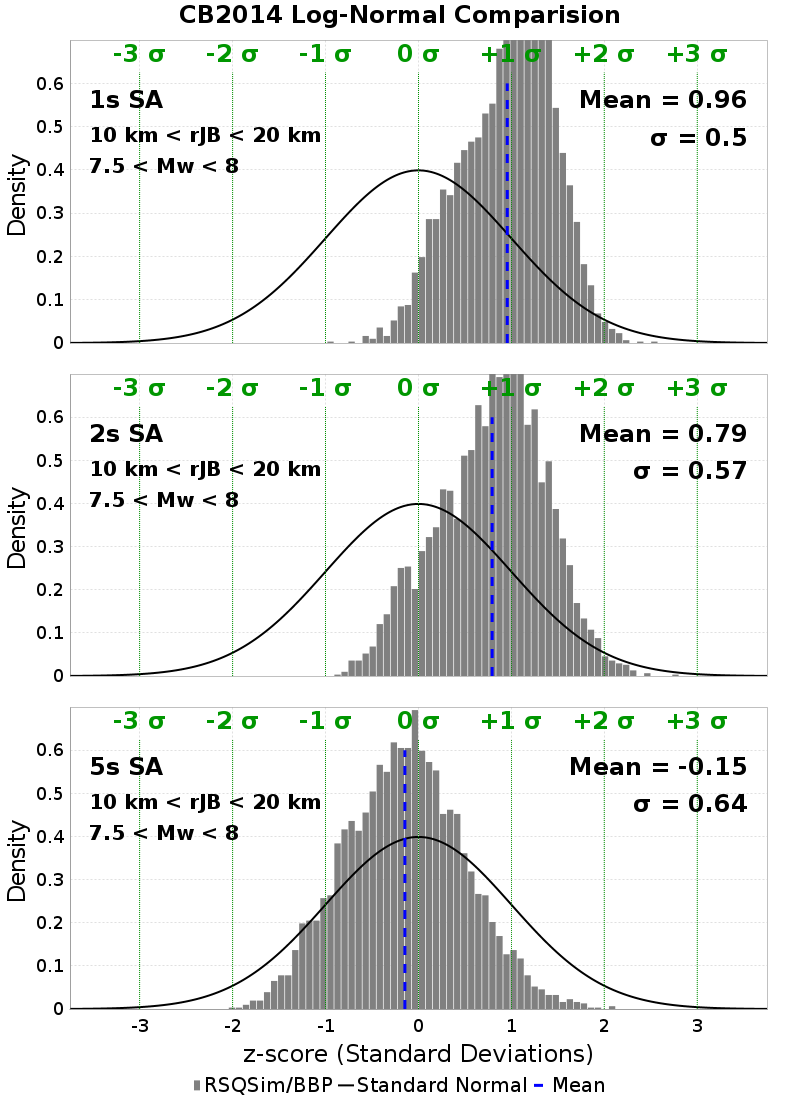 CB2014 Log-Normal Comparision
-3 σ -2 σ -1 σ 0 σ +1 σ +2 σ +3 σ
0.6
1s SA Mean = 0.96
0.5
10 km < rJB < 20 km σ = 0.5
7.5 < Mw < 8
0.4
0.3
0.2
0.1
0
Density
-3 σ -2 σ -1 σ 0 σ +1 σ +2 σ +3 σ
0.6
2s SA Mean = 0.79
0.5
10 km < rJB < 20 km σ = 0.57
7.5 < Mw < 8
0.4
0.3
0.2
0.1
0
Density
-3 σ -2 σ -1 σ 0 σ +1 σ +2 σ +3 σ
0.6
5s SA Mean = -0.15
0.5
10 km < rJB < 20 km σ = 0.64
7.5 < Mw < 8
0.4
0.3
0.2
0.1
0
Density
-3 -2 -1 0 1 2 3
z-score (Standard Deviations)
RSQSim/BBP Standard Normal Mean